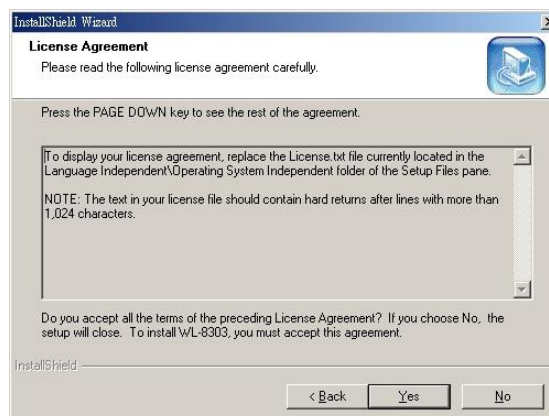 InstallShield Wizard
License Agreement
Please read the following license agreement carefully.
Press the PAGE DOWN key to see the rest of the agreement.
To display your license agreement, replace the License.txt file currently located in the
Language Independent\Operating System Independent folder of the Setup Files pane.
NOTE: The text in your license file should contain hard returns after lines with more than
1,024 characters.
Do you accept all the terms of the preceding License Agreement? If you choose No, the
setup will close. To install WL-8303, you must accept this agreement.
InstallShield
< Back
Yes
No